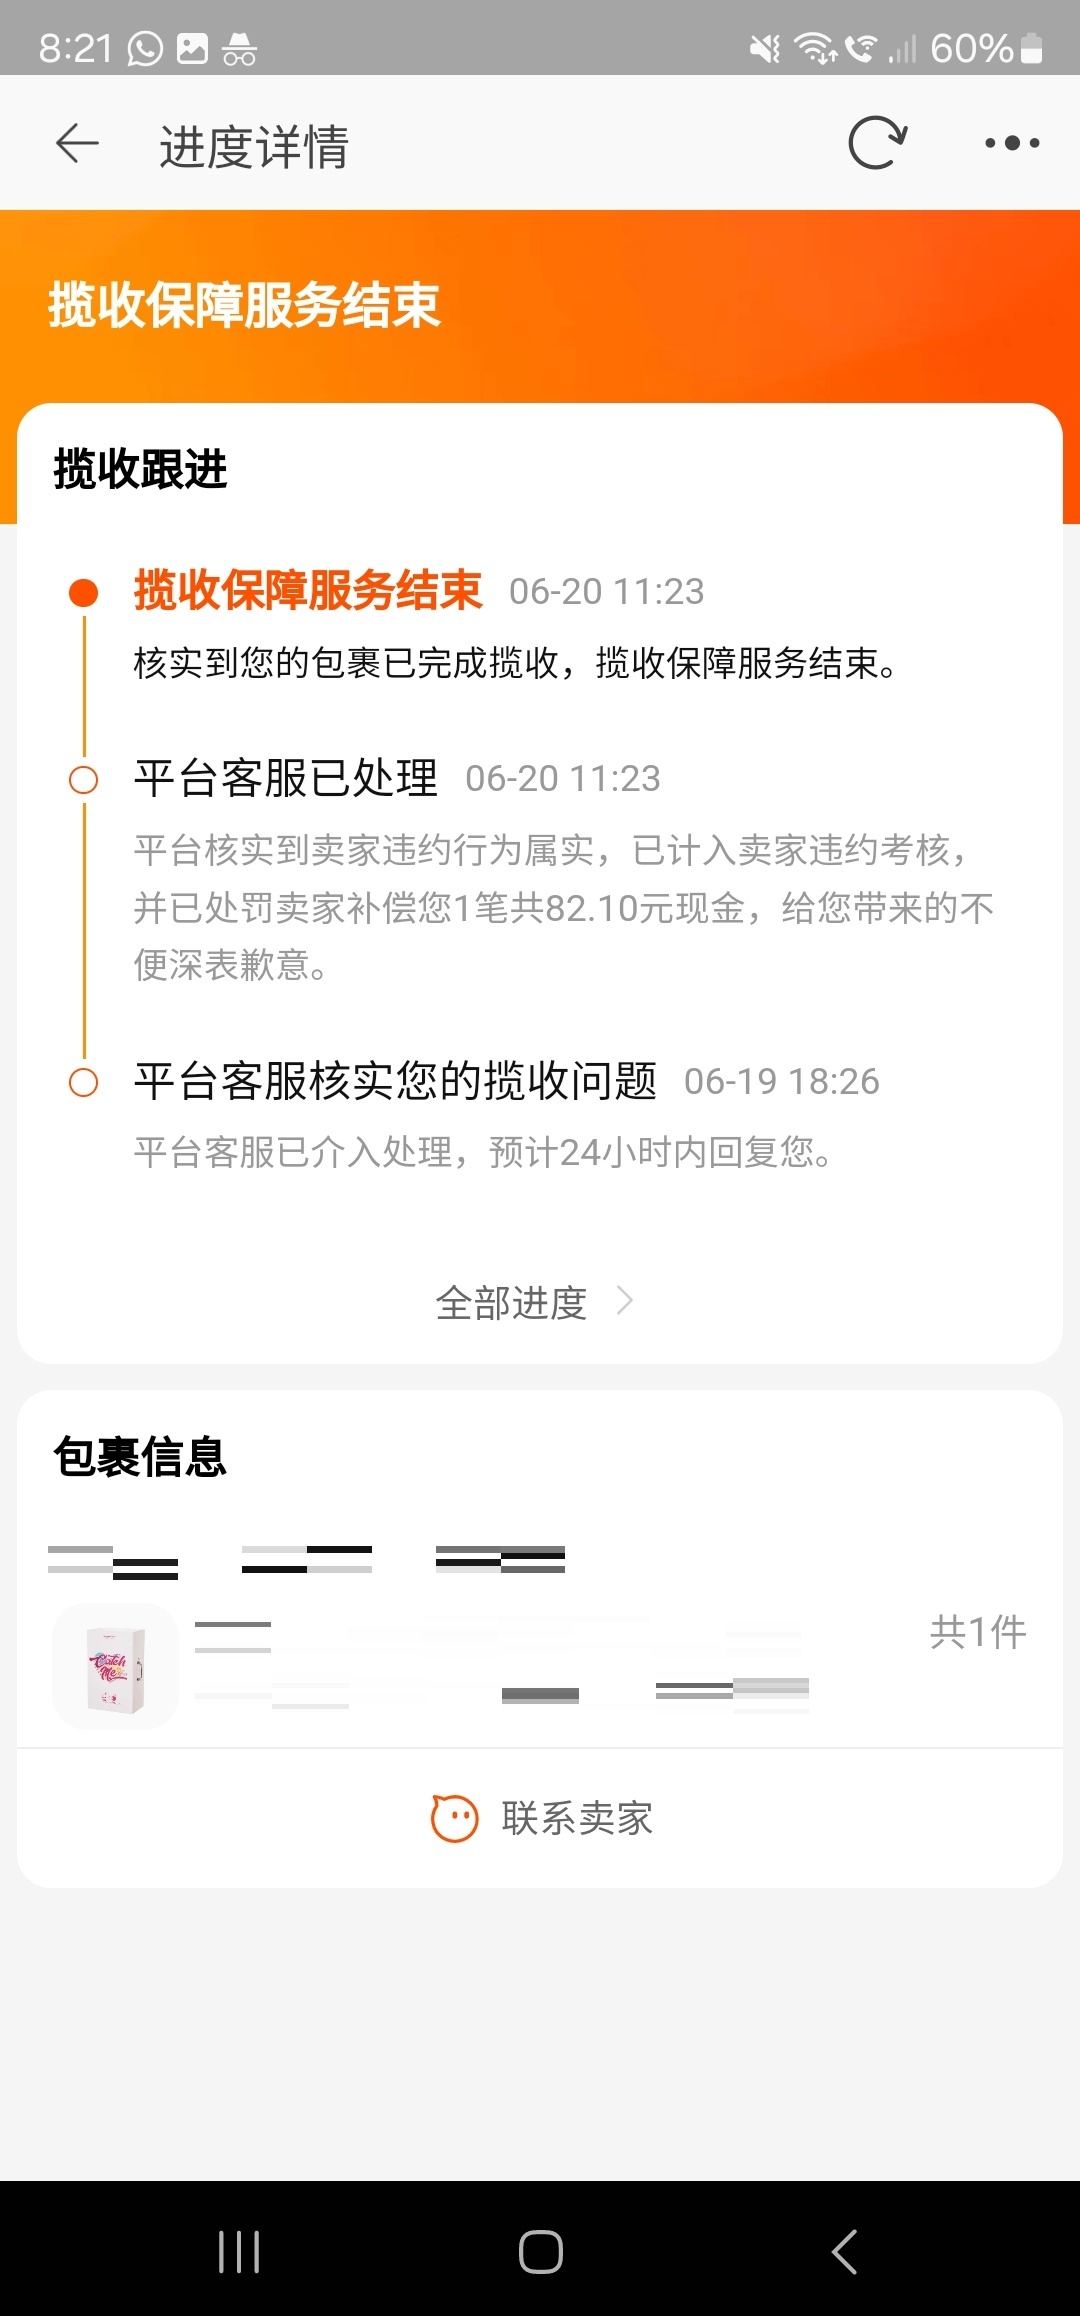 8:21
60%
进度详情
揽收保障服务结束
揽收跟进
揽收保障服务结束 06-20 11:23
核实到您的包裹已完成揽收，揽收保障服务结束。
平台客服已处理 06-20 11:23
平台核实到卖家违约行为属实，已计入卖家违约考核，
并已处罚卖家补偿您1笔共82.10元现金，给您带来的不
便深表歉意。
平台客服核实您的揽收问题 06-19 18:26
平台客服已介入处理，预计24小时内回复您。
全部进度
包裹信息
Catch
Me
共1件
联系卖家